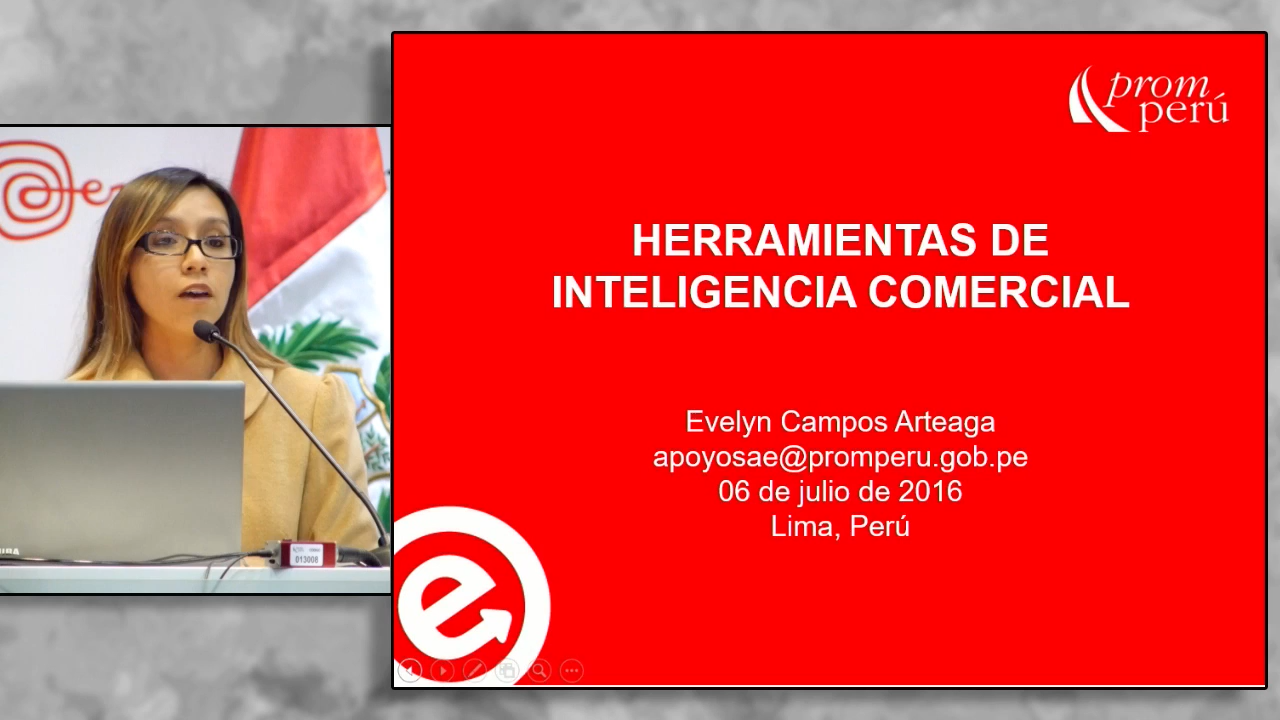 prom
perú
HERRAMIENTAS DE
INTELIGENCIA COMERCIAL
Evelyn Campos Arteaga
apoyosae@promperu.gob.pe
06 de julio de 2016
Lima, Perú
e
013008